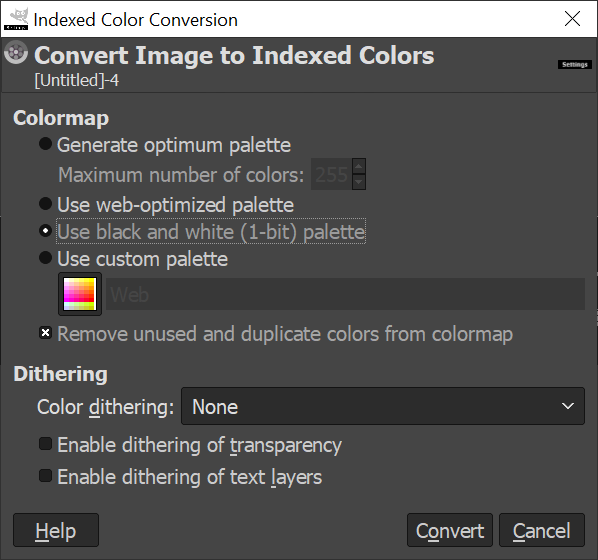 Indexed Color Conversion
Convert Image to Indexed Colors
[Untitled]-4
Settings
Colormap
Generate optimum palette
Maximum number of colors: 255
Use web-optimized palette
Use black and white (1-bit) palette
Use custom palette
Web
Remove unused and duplicate colors from colormap
Dithering
Color dithering: None
Enable dithering of transparency
Enable dithering of text layers
Help Convert Cancel